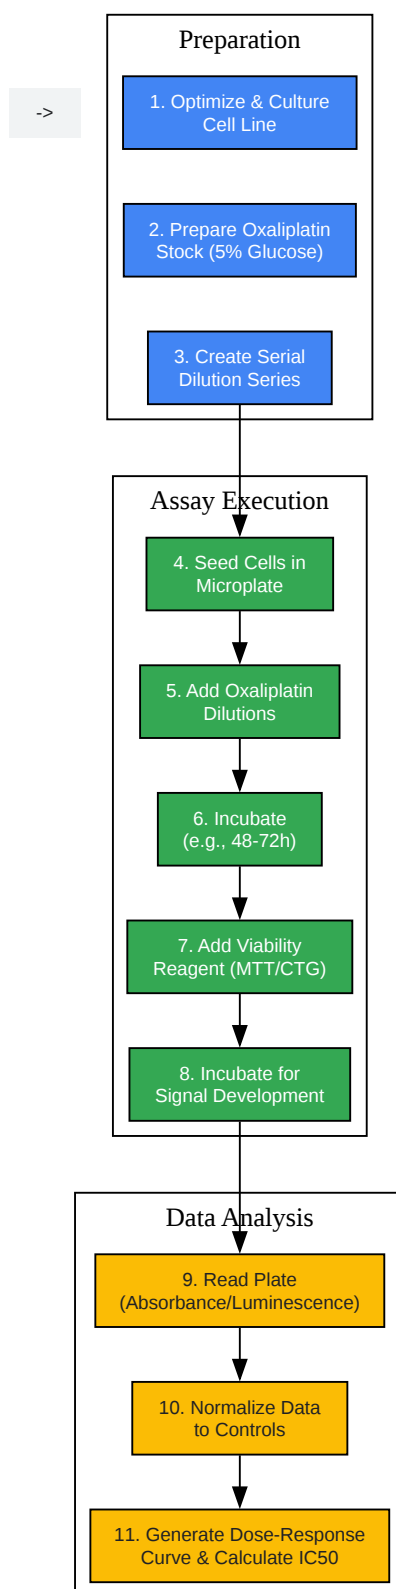 Preparation
->
1. Optimize & Culture
Cell Line
2. Prepare Oxaliplatin
Stock (5% Glucose)
3. Create Serial
Dilution Series
Assay Execution
4. Seed Cells in
Microplate
5. Add Oxaliplatin
Dilutions
6. Incubate
(e.g., 48-72h)
7. Add Viability
Reagent (MTT/CTG)
8. Incubate for
Signal Development
Data Analysis
9. Read Plate
(Absorbance/Luminescence)
10. Normalize Data
to Controls
11. Generate Dose-Response
Curve & Calculate IC50